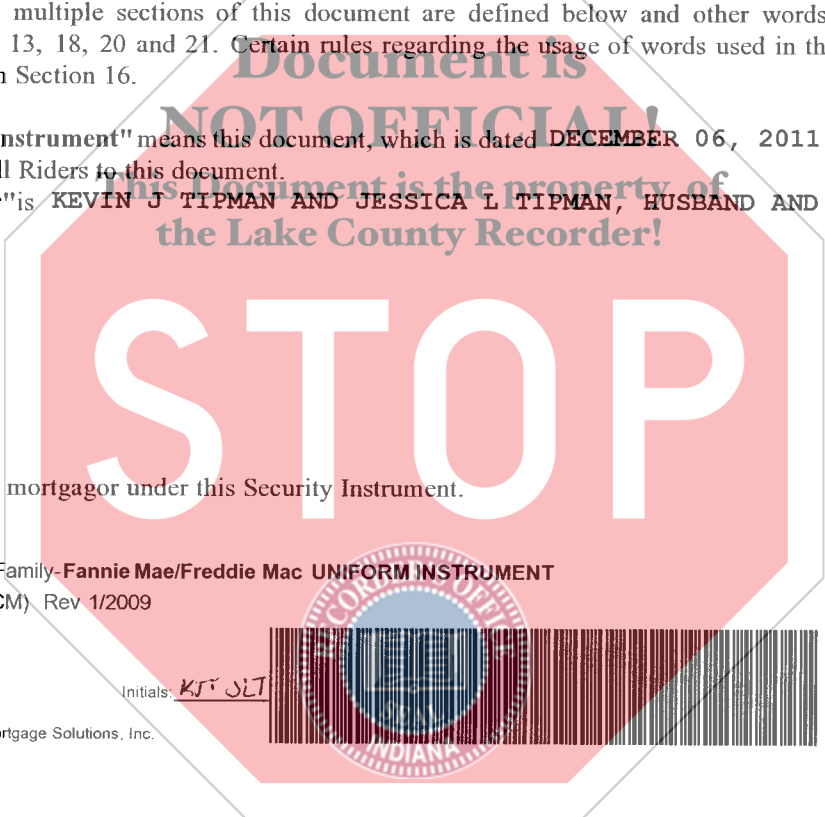 multiple sections of this document are defined below and other words
13, 18, 20 and 21. Certain rules regarding the usage of words used in th
n Section 16.
Document is
NOT OFFICIAL!
nstrument" means this document, which is dated DECEMBER 06, 2011
ll Riders to this document.
This Document is the property of
"is KEVIN J TIPMAN AND JESSICA L TIPMAN, HUSBAND AND
the Lake County Recorder!
STOP
mortgagor under this Security Instrument.
Family-Fannie Mae/Freddie Mac UNIFORM INSTRUMENT
CM) Rev 1/2009
RECORDER'S OFFICE
Initials: KJT JLT
SEAL
INDIANA
rtgage Solutions, Inc.